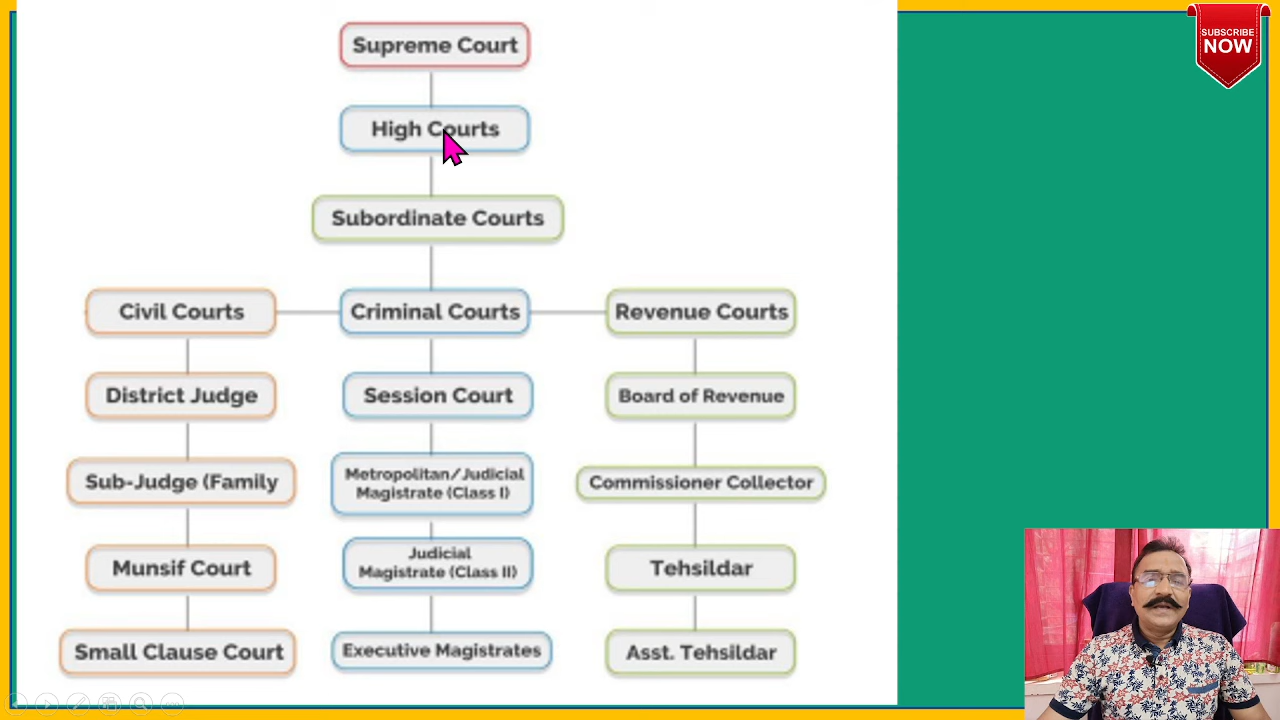 SUBSCRIBE
NOW
Supreme Court
High Courts
Subordinate Courts
Civil Courts
Criminal Courts
Revenue Courts
District Judge
Session Court
Board of Revenue
Sub-Judge (Family
Metropolitan/Judicial
Magistrate (Class I)
Commissioner Collector
Munsif Court
Judicial
Magistrate (Class II)
Tehsildar
Small Clause Court
Executive Magistrates
Asst. Tehsildar